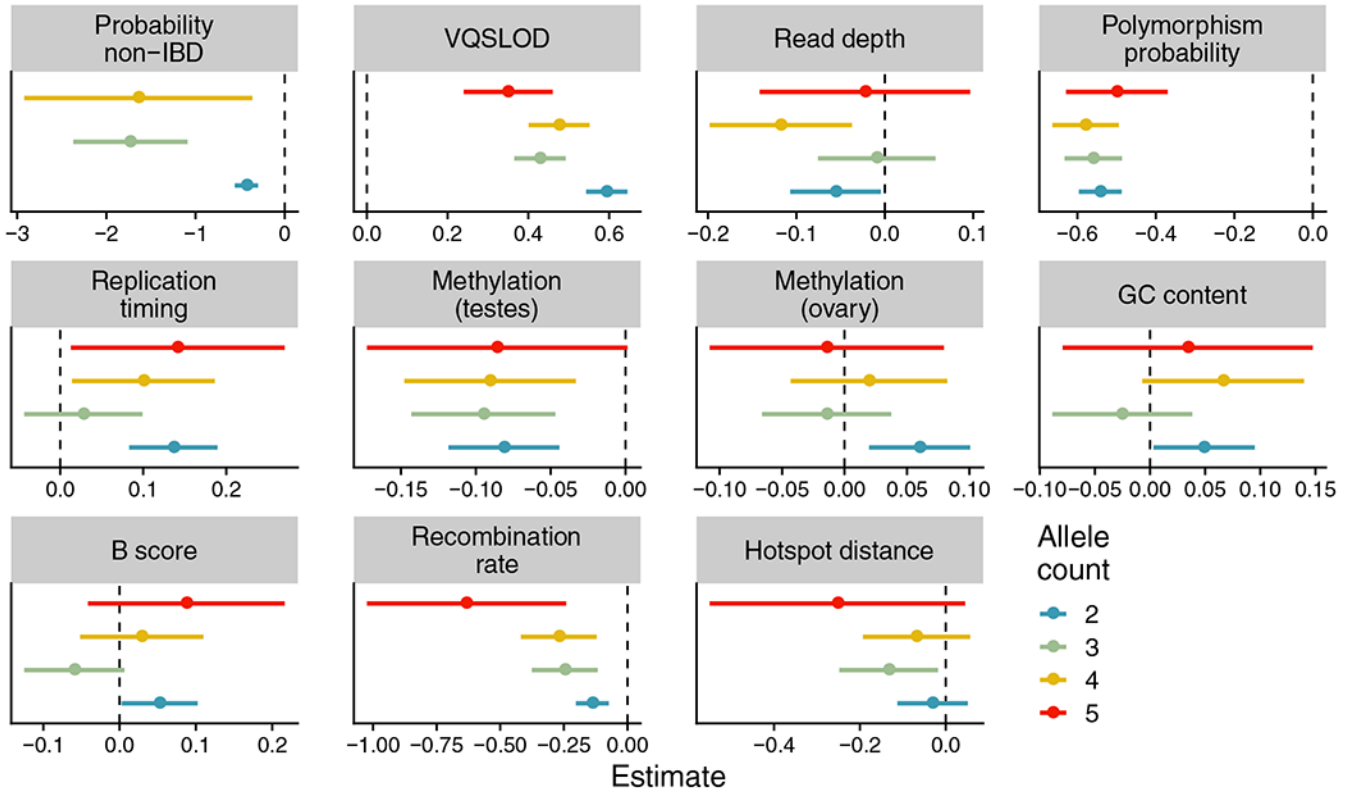 Probability
non−IBD
VQSLOD
Read depth
Polymorphism
probability
−3 −2 −1 0
0.0 0.2 0.4 0.6
−0.2 −0.1 0.0 0.1
−0.6 −0.4 −0.2 0.0
Replication
timing
Methylation
(testes)
Methylation
(ovary)
GC content
0.0 0.1 0.2
−0.15 −0.10 −0.05 0.00
−0.10 −0.05 0.00 0.05 0.10
−0.10 −0.05 0.00 0.05 0.10 0.15
B score
Recombination
rate
Hotspot distance
Allele
count
2
3
4
5
−0.1 0.0 0.1 0.2
−1.00 −0.75 −0.50 −0.25 0.00
−0.4 −0.2 0.0
Estimate